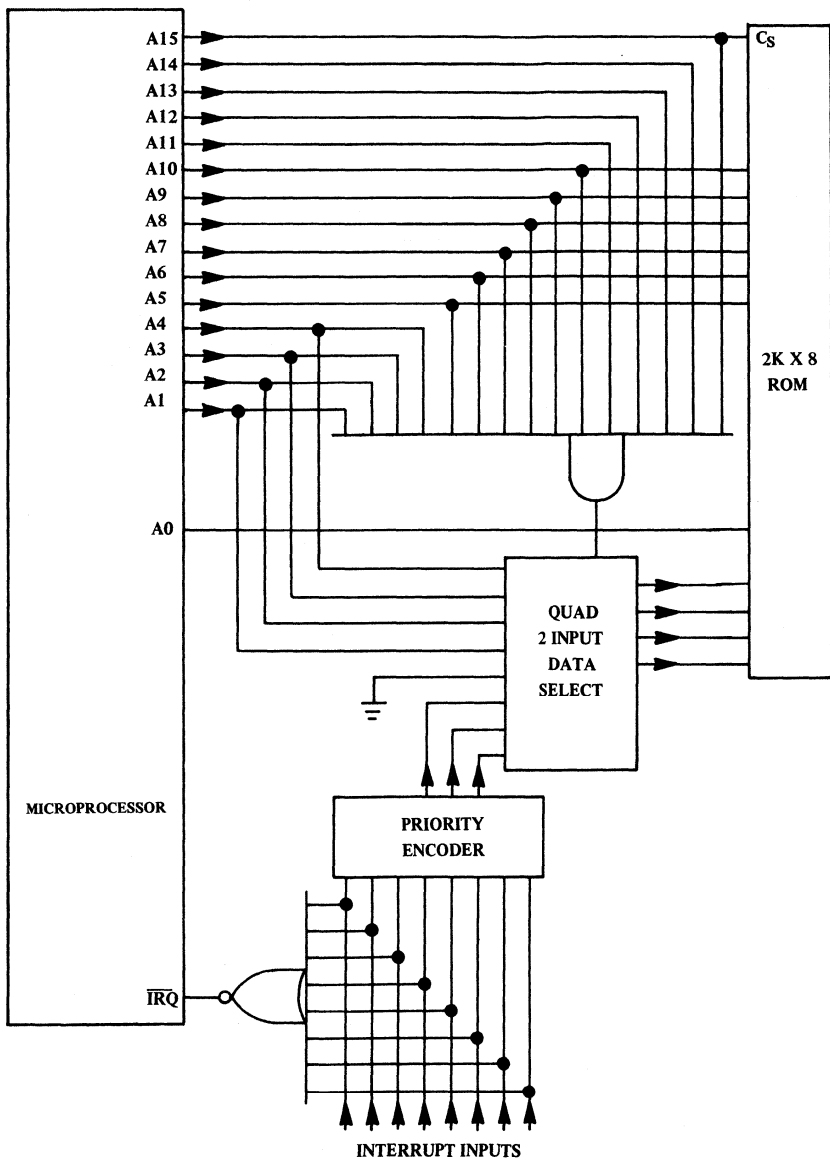 A15
A14
A13
A12
A11
A10
A9
A8
A7
A6
A5
A4
A3
A2
A1
A0
CS
2K X 8
ROM
QUAD
2 INPUT
DATA
SELECT
MICROPROCESSOR
PRIORITY
ENCODER
IRQ
INTERRUPT INPUTS